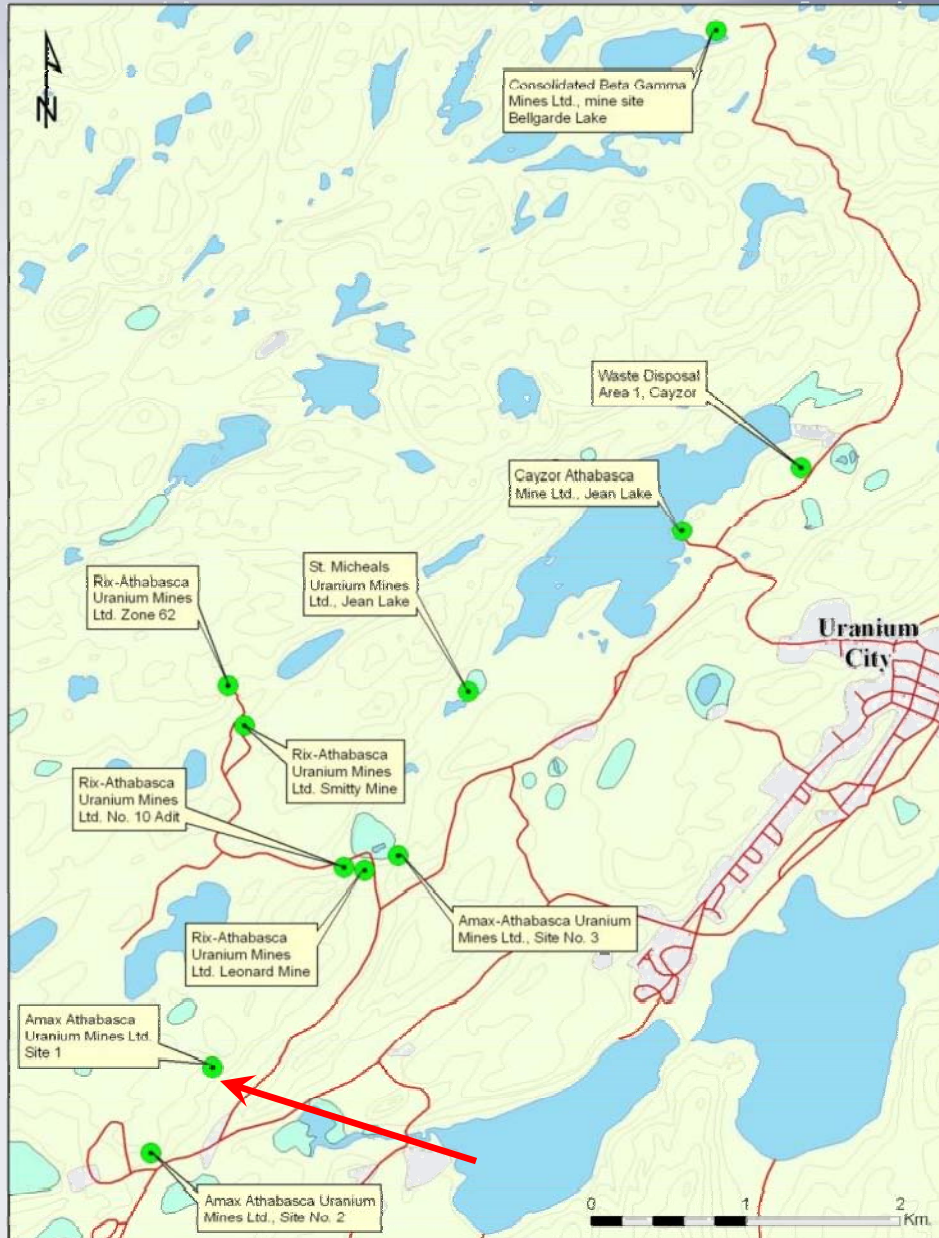 N
Consolidated Beta Gamma
Mines Ltd., mine site
Bellgarde Lake
Waste Disposal
Area 1, Cayzor
Cayzor Athabasca
Mine Ltd., Jean Lake
St. Micheals
Uranium Mines
Ltd., Jean Lake
Rix-Athabasca
Uranium Mines
Ltd. Zone 62
Uranium
City
Rix-Athabasca
Uranium Mines
Ltd. Smitty Mine
Rix-Athabasca
Uranium Mines
Ltd. No. 10 Adit
Amax-Athabasca Uranium
Mines Ltd., Site No. 3
Rix-Athabasca
Uranium Mines
Ltd. Leonard Mine
Amax Athabasca
Uranium Mines Ltd.
Site 1
Amax Athabasca Uranium
Mines Ltd., Site No. 2
0 1 2
Km.